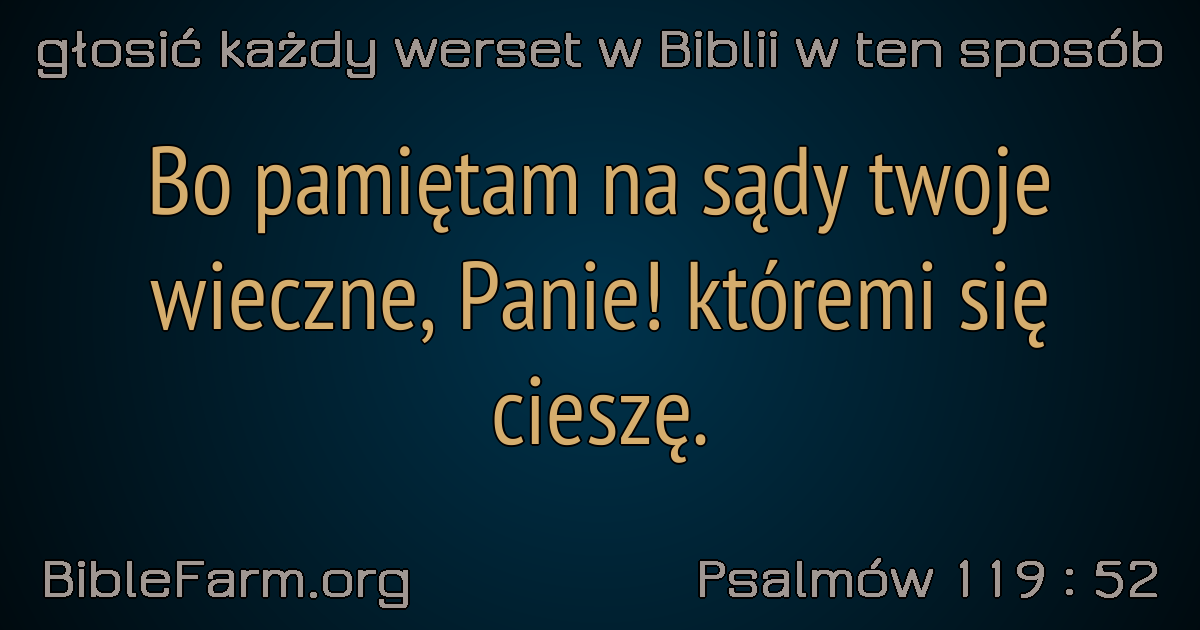 głosić każdy werset w Biblii w ten sposób
Bo pamiętam na sądy twoje
wieczne, Panie! któremi się
cieszę.
BibleFarm.org
Psalmów 119 : 52